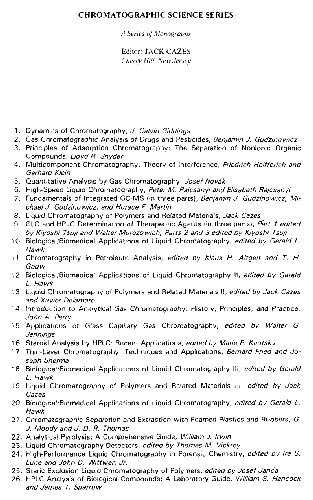 CHROMATOGRAPHIC SCIENCE SERIES
A Series of Monographs
Editor: JACK CAZES
Cherry Hill, New Jersey
1. Dynamics of Chromatography, J. Calvin Giddings
2. Gas Chromatographic Analysis of Drugs and Pesticides, Benjamin J. Gudzinowicz
3. Principles of Adsorption Chromatography: The Separation of Nonionic Organic
Compounds, Lloyd R. Snyder
4. Multicomponent Chromatography: Theory of Interference, Friedrich Helfferich and
Gerhard Klein
5. Quantitative Analysis by Gas Chromatography, Josef Novák
6. High-Speed Liquid Chromatography, Peter M. Rajcsanyi and Elisabeth Rajcsanyi
7. Fundamentals of Integrated GC-MS (in three parts), Benjamin J. Gudzinowicz, Mi-
chael J. Gudzinowicz, and Horace F. Martin
8. Liquid Chromatography of Polymers and Related Materials, Jack Cazes
9. GLC and HPLC Determination of Therapeutic Agents (in three parts), Part 1 edited
by Kiyoshi Tsuji and Walter Morozowich, Parts 2 and 3 edited by Kiyoshi Tsuji
10. Biological/Biomedical Applications of Liquid Chromatography, edited by Gerald L.
Hawk
11. Chromatography in Petroleum Analysis, edited by Klaus H. Altgelt and T. H.
Gouw
12. Biological/Biomedical Applications of Liquid Chromatography II, edited by Gerald
L. Hawk
13. Liquid Chromatography of Polymers and Related Materials II, edited by Jack Cazes
and Xavier Delamare
14. Introduction to Analytical Gas Chromatography: History, Principles, and Practice,
John A. Perry
15. Applications of Glass Capillary Gas Chromatography, edited by Walter G.
Jennings
16. Steroid Analysis by HPLC: Recent Applications, edited by Marie P. Kautsky
17. Thin-Layer Chromatography: Techniques and Applications, Bernard Fried and Jo-
seph Sherma
18. Biological/Biomedical Applications of Liquid Chromatography III, edited by Gerald
L. Hawk
19. Liquid Chromatography of Polymers and Related Materials III, edited by Jack
Cazes
20. Biological/Biomedical Applications of Liquid Chromatography, edited by Gerald L.
Hawk
21. Chromatographic Separation and Extraction with Foamed Plastics and Rubbers, G.
J. Moody and J. D. R. Thomas
22. Analytical Pyrolysis: A Comprehensive Guide, William J. Irwin
23. Liquid Chromatography Detectors, edited by Thomas M. Vickrey
24. High-Performance Liquid Chromatography in Forensic Chemistry, edited by Ira S.
Lurie and John D. Wittwer, Jr.
25. Steric Exclusion Liquid Chromatography of Polymers, edited by Josef Janca
26. HPLC Analysis of Biological Compounds: A Laboratory Guide, William S. Hancock
and James T. Sparrow